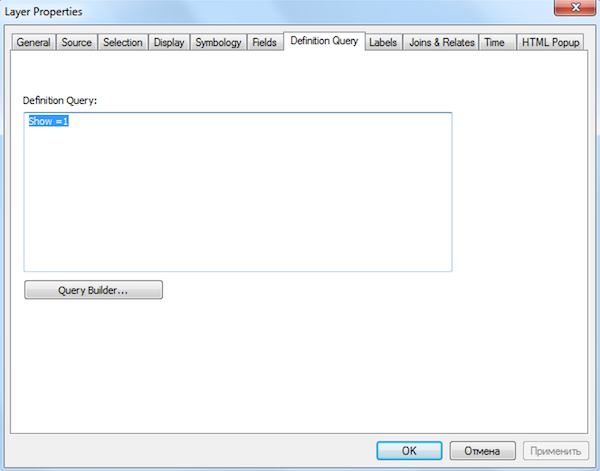 Layer Properties
General Source Selection Display Symbology Fields Definition Query Labels Joins & Relates Time HTML Popup
Definition Query:
Show =1
Query Builder...
OK Отмена Применить